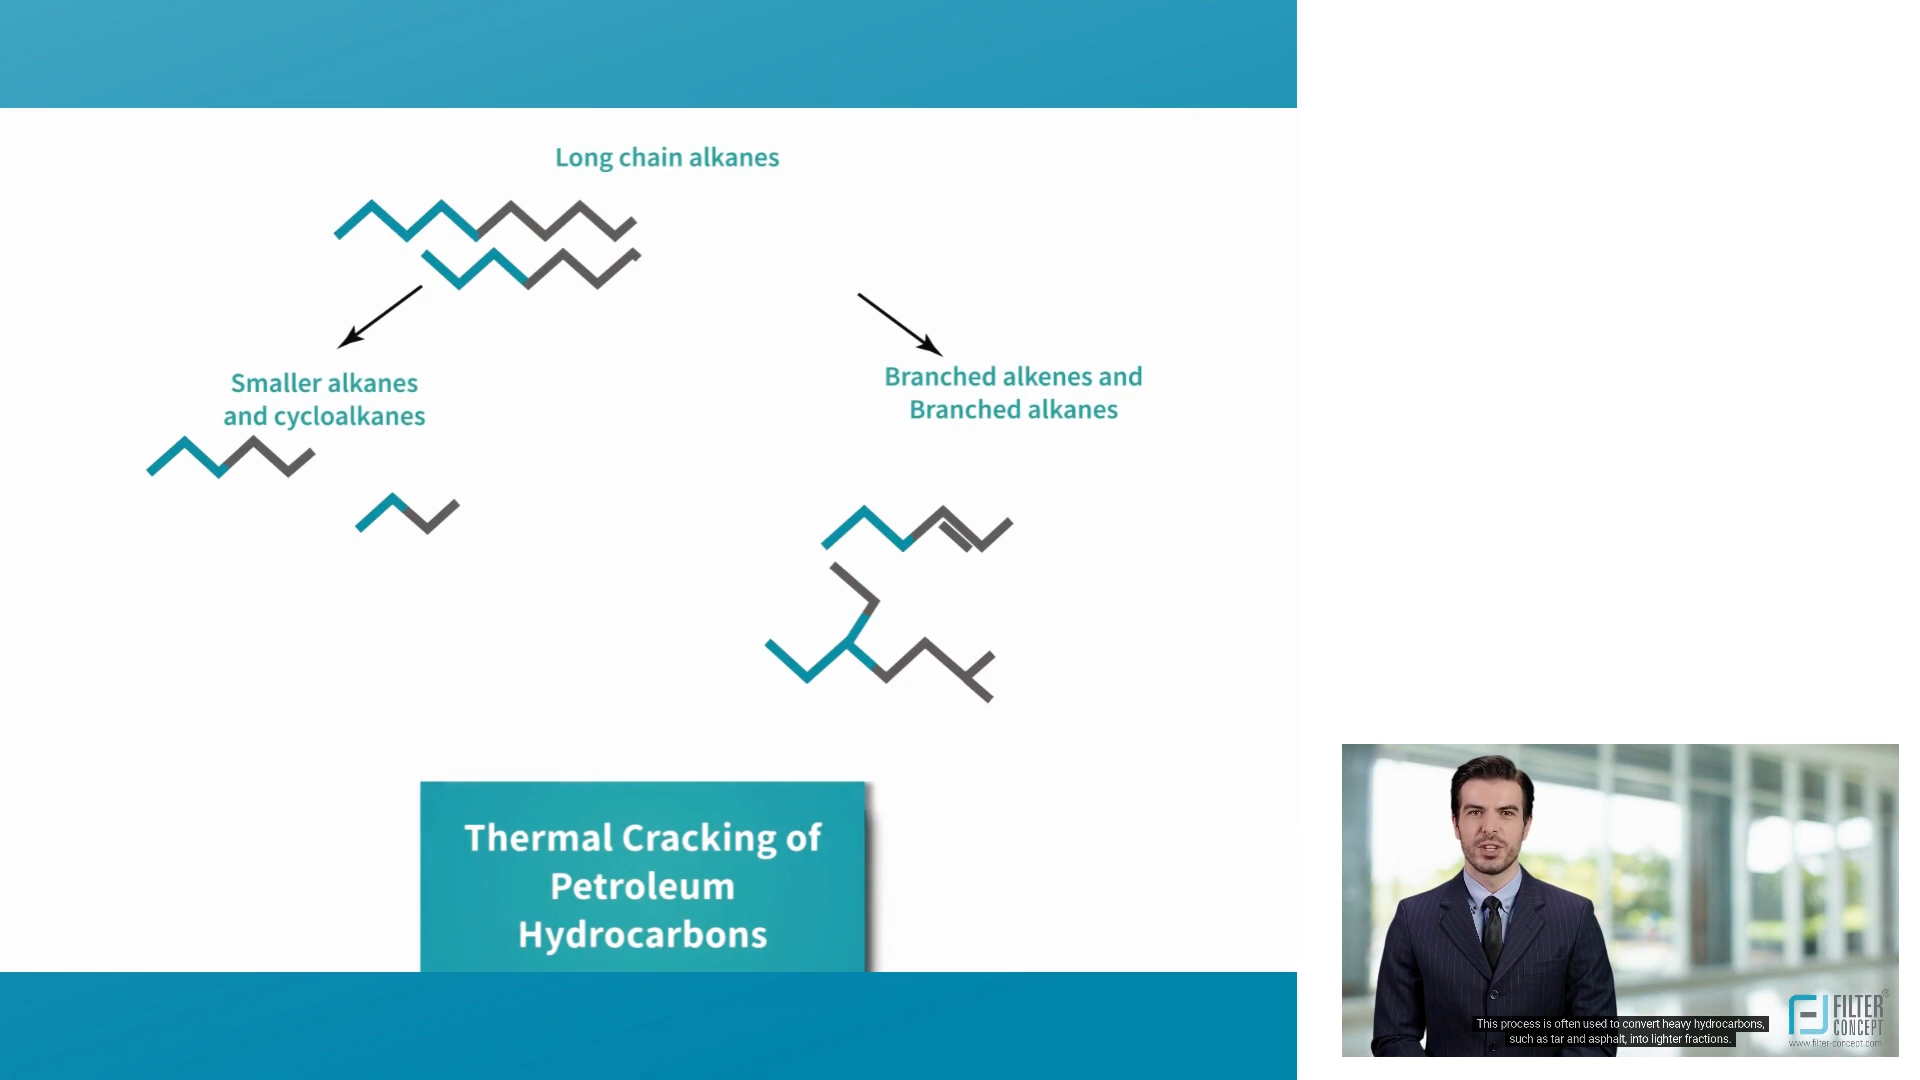 Long chain alkanes
Smaller alkanes
and cycloalkanes
Branched alkenes and
Branched alkanes
Thermal Cracking of
Petroleum
Hydrocarbons
This process is often used to convert heavy hydrocarbons,
such as tar and asphalt, into lighter fractions.
FILTER®
CONCEPT
www.filter-concept.com